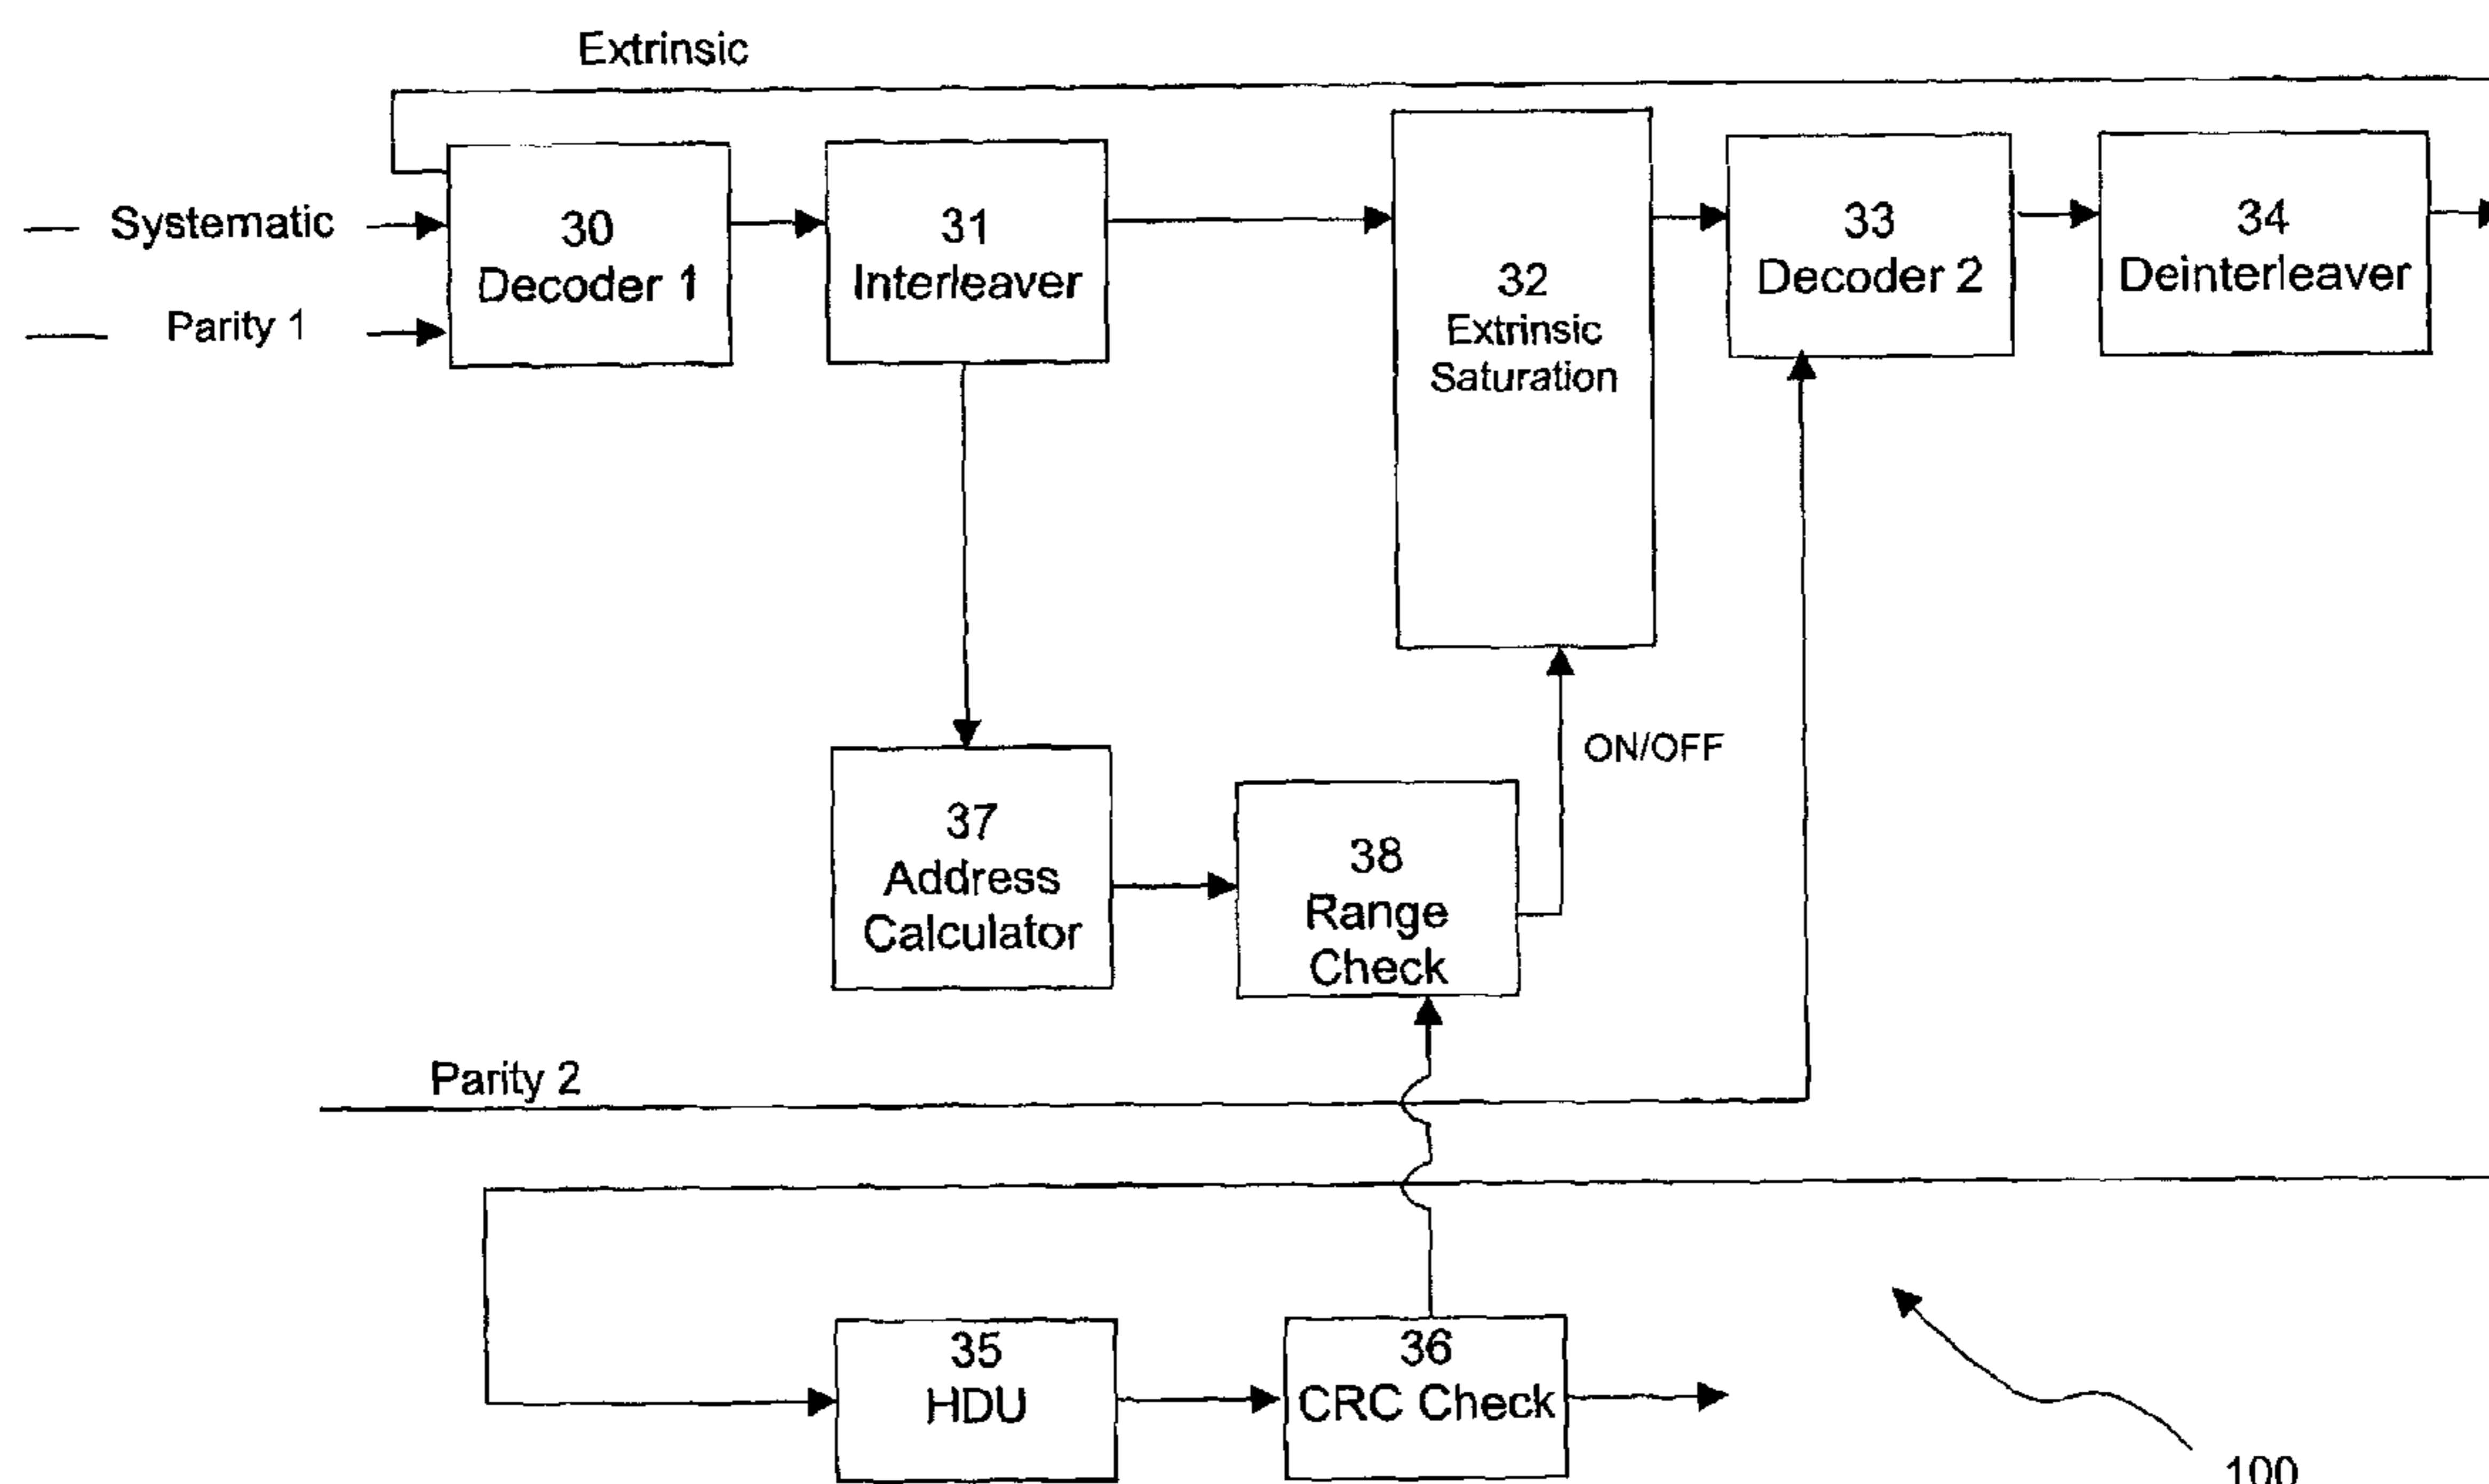 Extrinsic
Systematic
Parity 1
30
Decoder 1
31
Interleaver
32
Extrinsic
Saturation
33
Decoder 2
34
Deinterleaver
ON/OFF
37
Address
Calculator
38
Range
Check
Parity 2
35
HDU
36
CRC Check
100